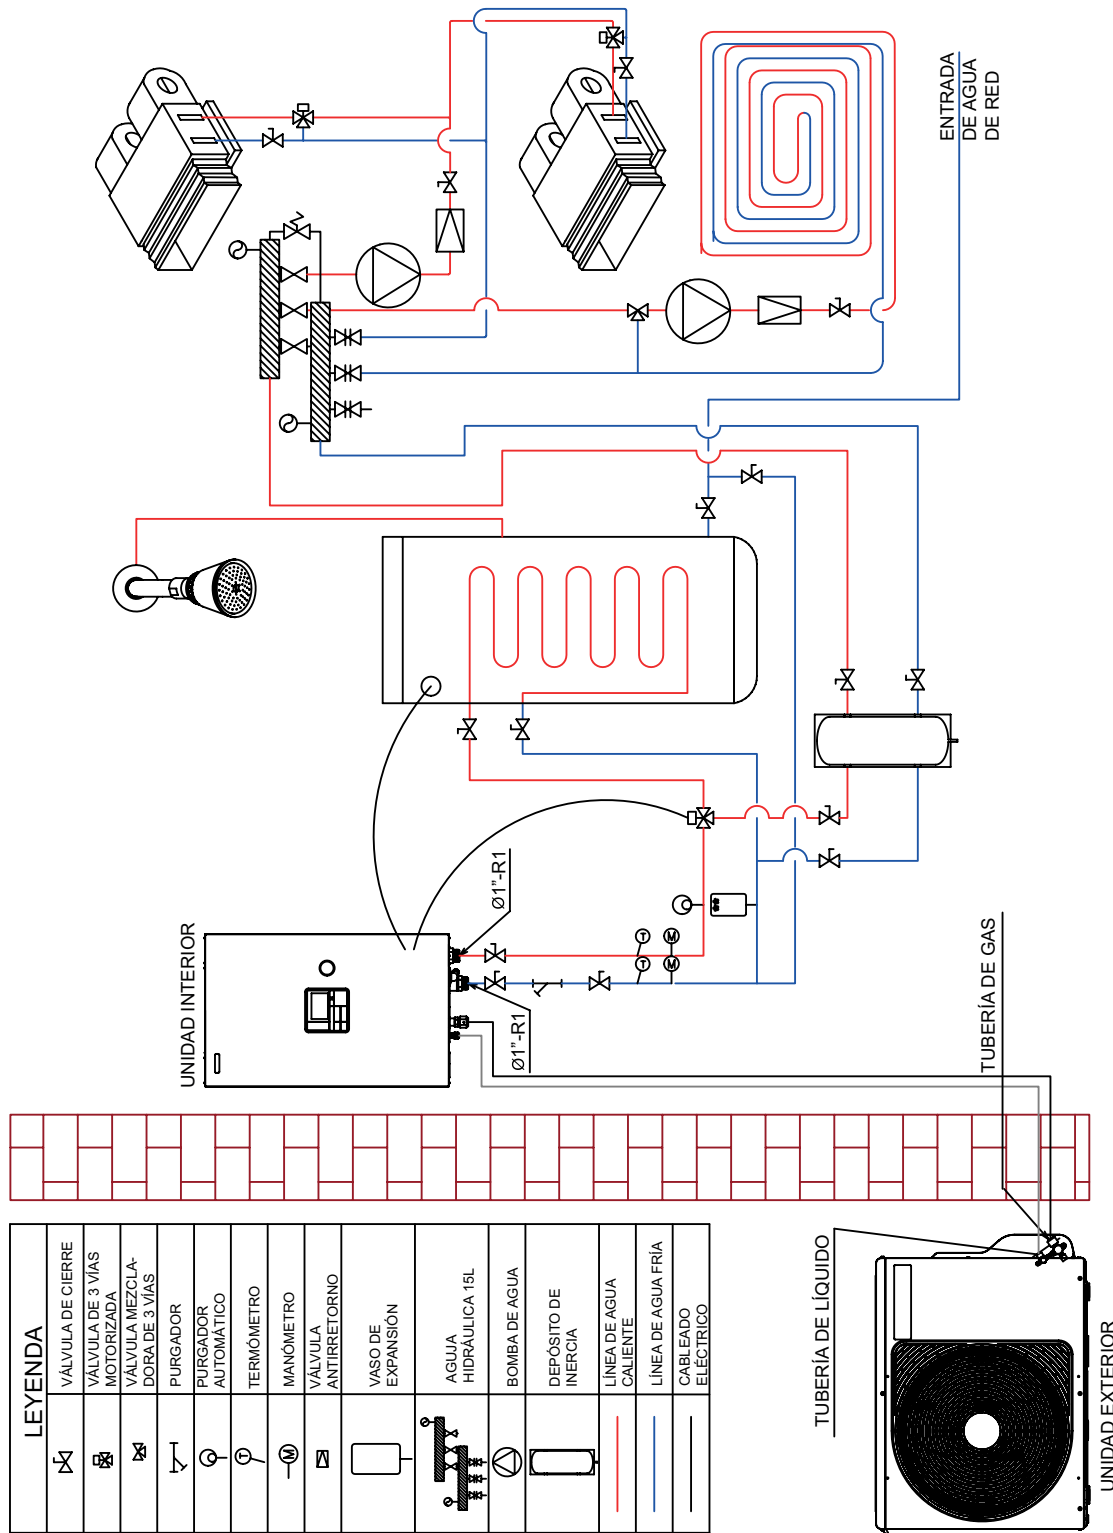 LEYENDA
VÁLVULA DE CIERRE
VÁLVULA DE 3 VÍAS
MOTORIZADA
VÁLVULA MEZCLA-
DORA DE 3 VÍAS
PURGADOR
PURGADOR
AUTOMÁTICO
T
TERMÓMETRO
M
MANÓMETRO
VÁLVULA
ANTIRRETORNO
VASO DE
EXPANSIÓN
AGUJA
HIDRÁULICA 15L
BOMBA DE AGUA
DEPÓSITO DE
INERCIA
LÍNEA DE AGUA
CALIENTE
LÍNEA DE AGUA FRÍA
CABLEADO
ELÉCTRICO
TUBERÍA DE LÍQUIDO
UNIDAD EXTERIOR
TUBERÍA DE GAS
UNIDAD INTERIOR
Ø1"-R1
Ø1"-R1
T
T
M
M
ENTRADA
DE AGUA
DE RED